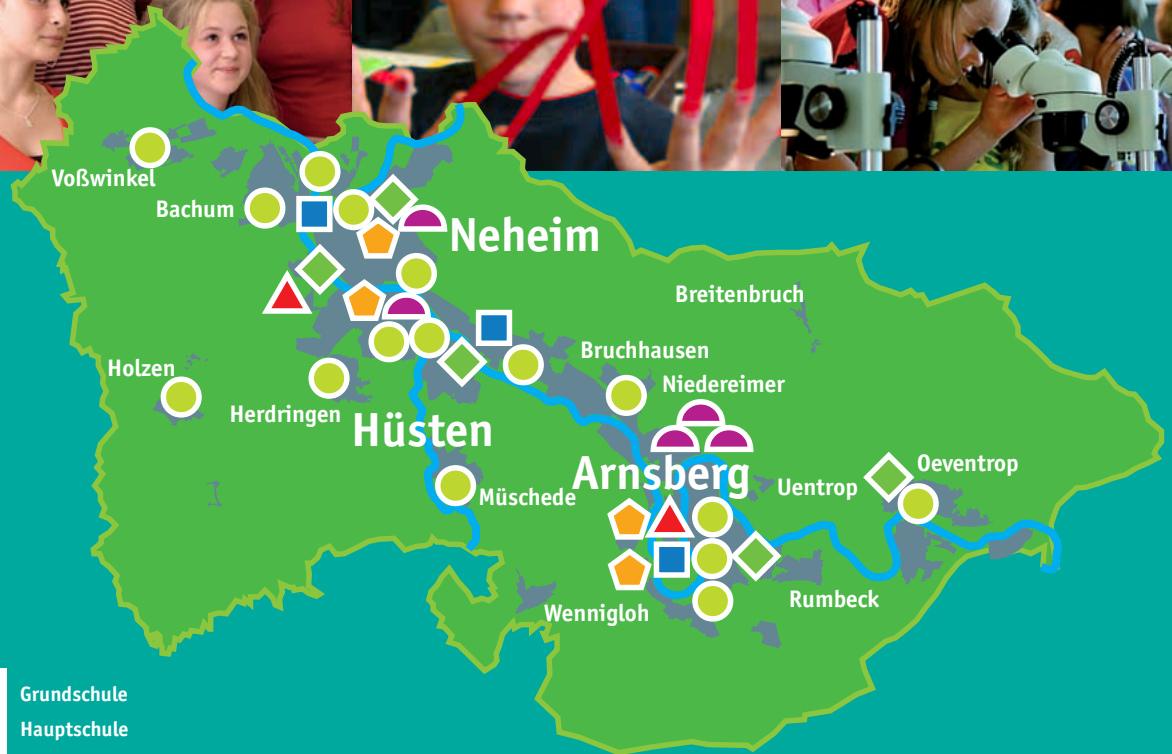 Voßwinkel
Bachum
Neheim
Breitenbruch
Bruchhausen
Holzen
Niedereimer
Herdringen
Hüsten
Arnsberg
Oeventrop
Uentrop
Müschede
Rumbeck
Wennigloh
Grundschule
Hauptschule